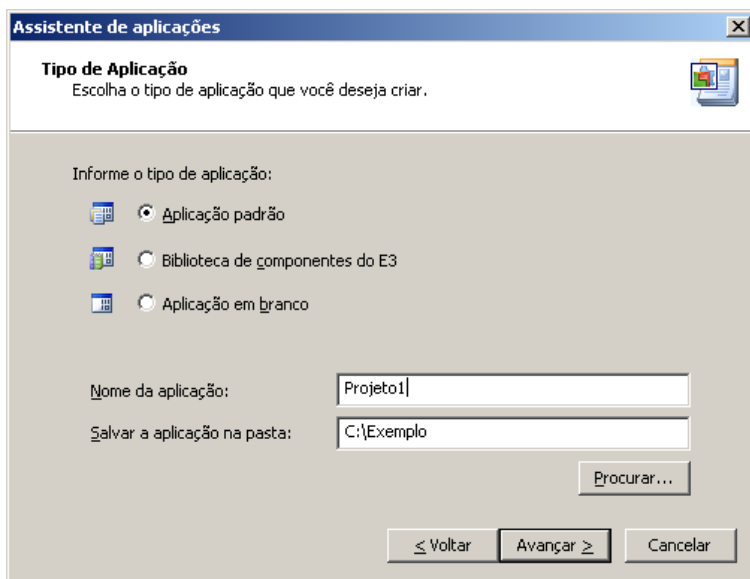 Assistente de aplicações
Tipo de Aplicação
Escolha o tipo de aplicação que você deseja criar.
Informe o tipo de aplicação:
Aplicação padrão
Biblioteca de componentes do E3
Aplicação em branco
Nome da aplicação: Projeto1
Salvar a aplicação na pasta: C:\Exemplo
Procurar...
< Voltar Avançar > Cancelar